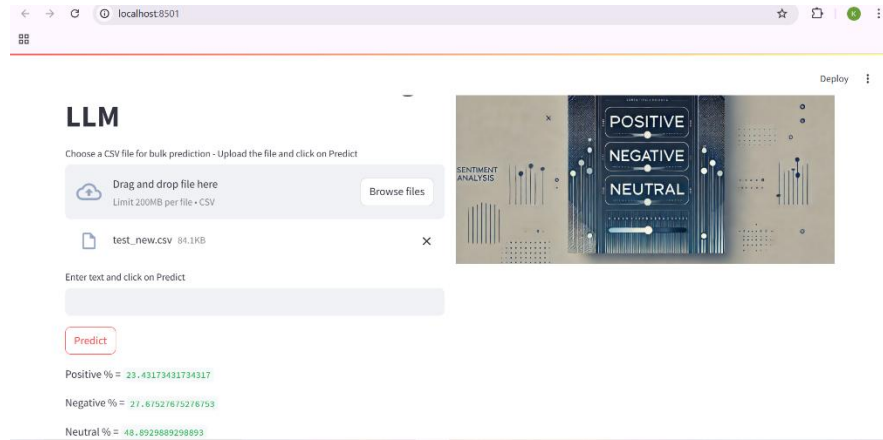 localhost:8501
K
Deploy
LLM
Choose a CSV file for bulk prediction - Upload the file and click on Predict
Drag and drop file here
Limit 200MB per file • CSV
Browse files
test_new.csv 84.1KB
Enter text and click on Predict
Predict
Positive % = 23.43173431734317
Negative % = 27.67527675276753
Neutral % = 48.8929889298893
POSITIVE
NEGATIVE
NEUTRAL
SENTIMENT
ANALYSIS